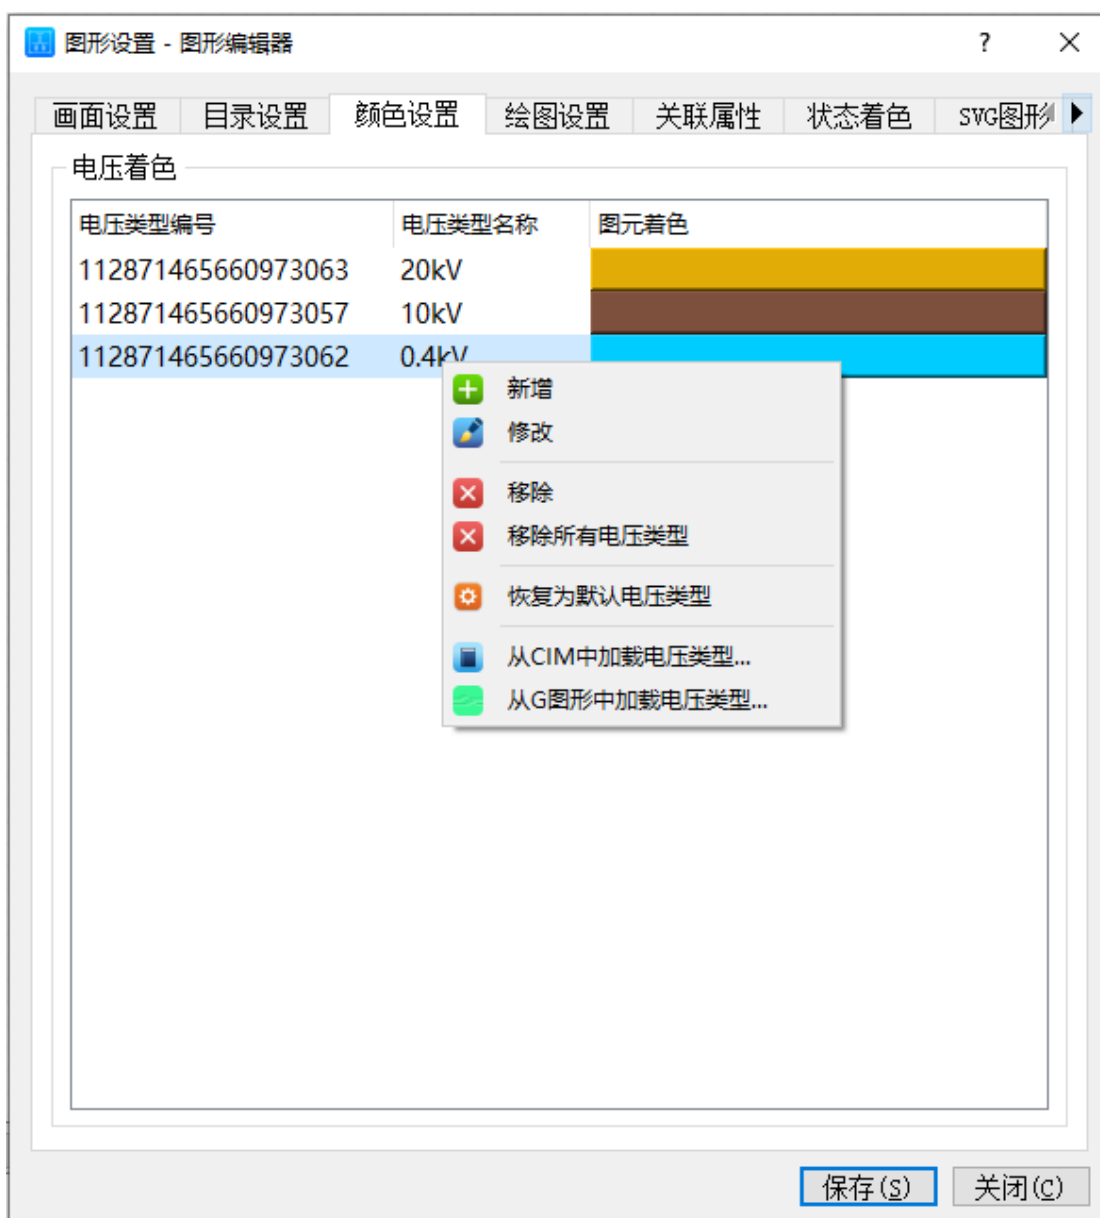 图形设置 - 图形编辑器 ?
画面设置 目录设置 颜色设置 绘图设置 关联属性 状态着色 SVG图形
电压着色
电压类型编号 电压类型名称 图元着色
112871465660973063 20kV
112871465660973057 10kV
112871465660973062 0.4kV
新增
修改
移除
移除所有电压类型
恢复为默认电压类型
从CIM中加载电压类型...
从G图形中加载电压类型...
保存(S) 关闭(C)